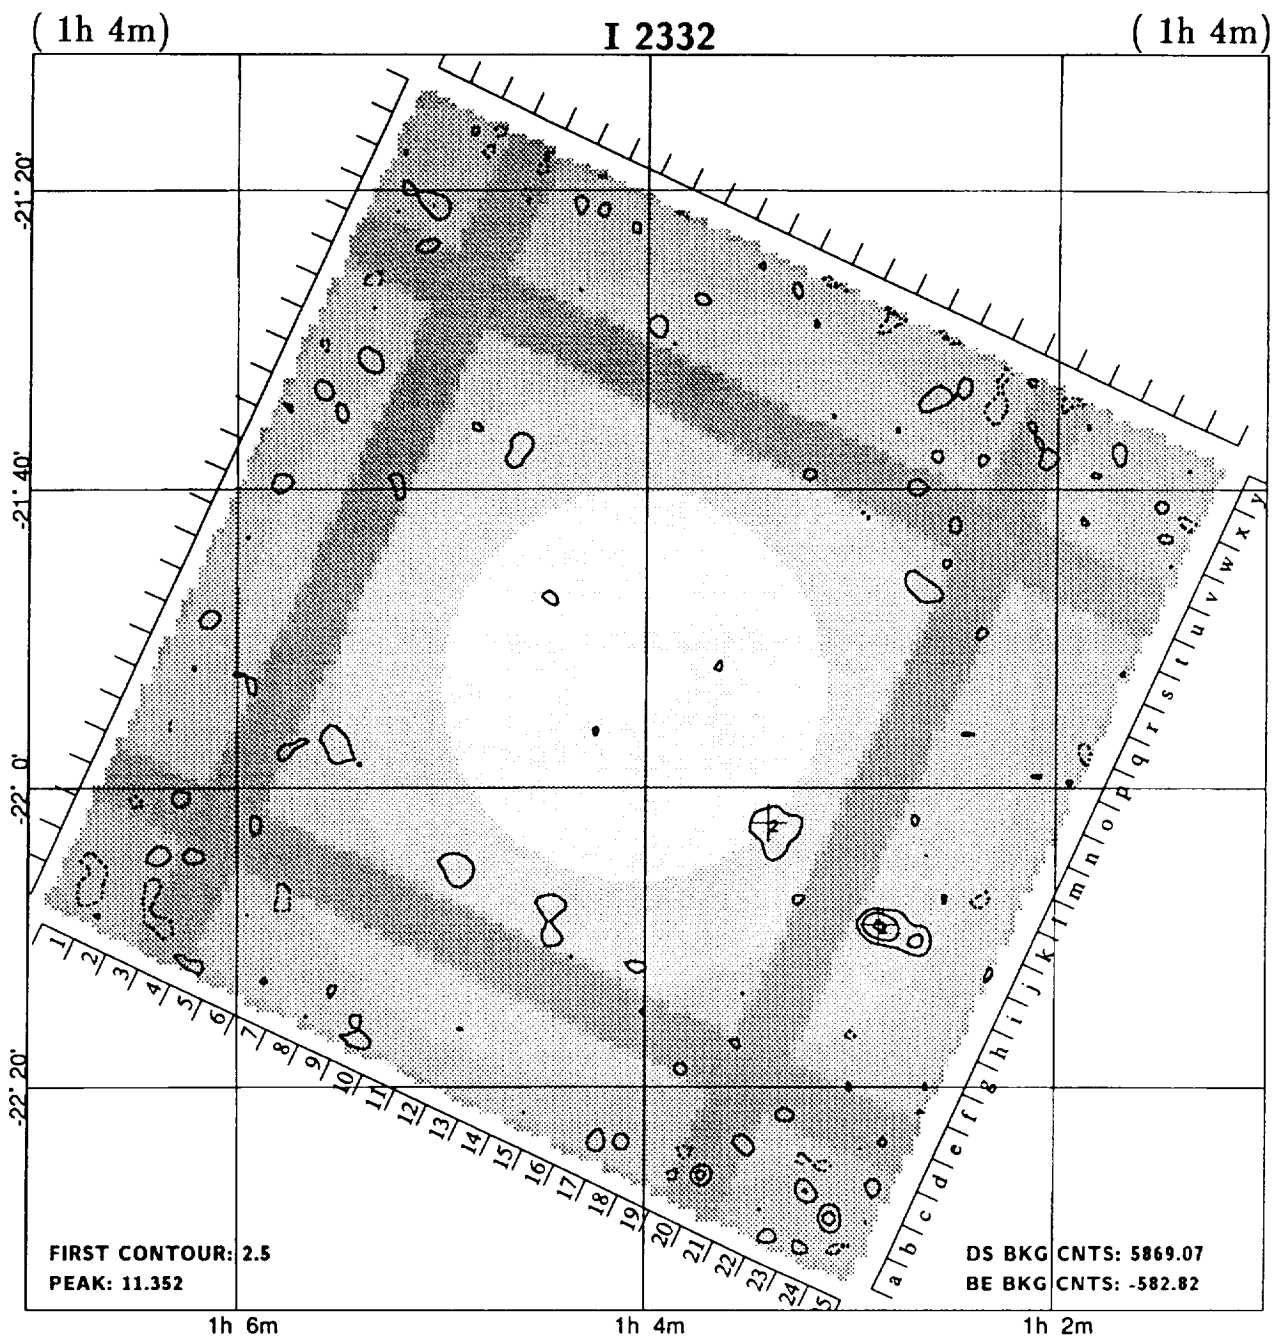 ( 1h 4m) I 2332 ( 1h 4m)
-21° 20'
-21° 40'
-22° 0'
-22° 20'
2
1 2 3 4 5 6 7 8 9 10 11 12 13 14 15 16 17 18 19 20 21 22 23 24 25
a b c d e f g h i j k l m n o p q r s t u v w x y
FIRST CONTOUR: 2.5
PEAK: 11.352
DS BKG CNTS: 5869.07
BE BKG CNTS: -582.82
1h 6m 1h 4m 1h 2m